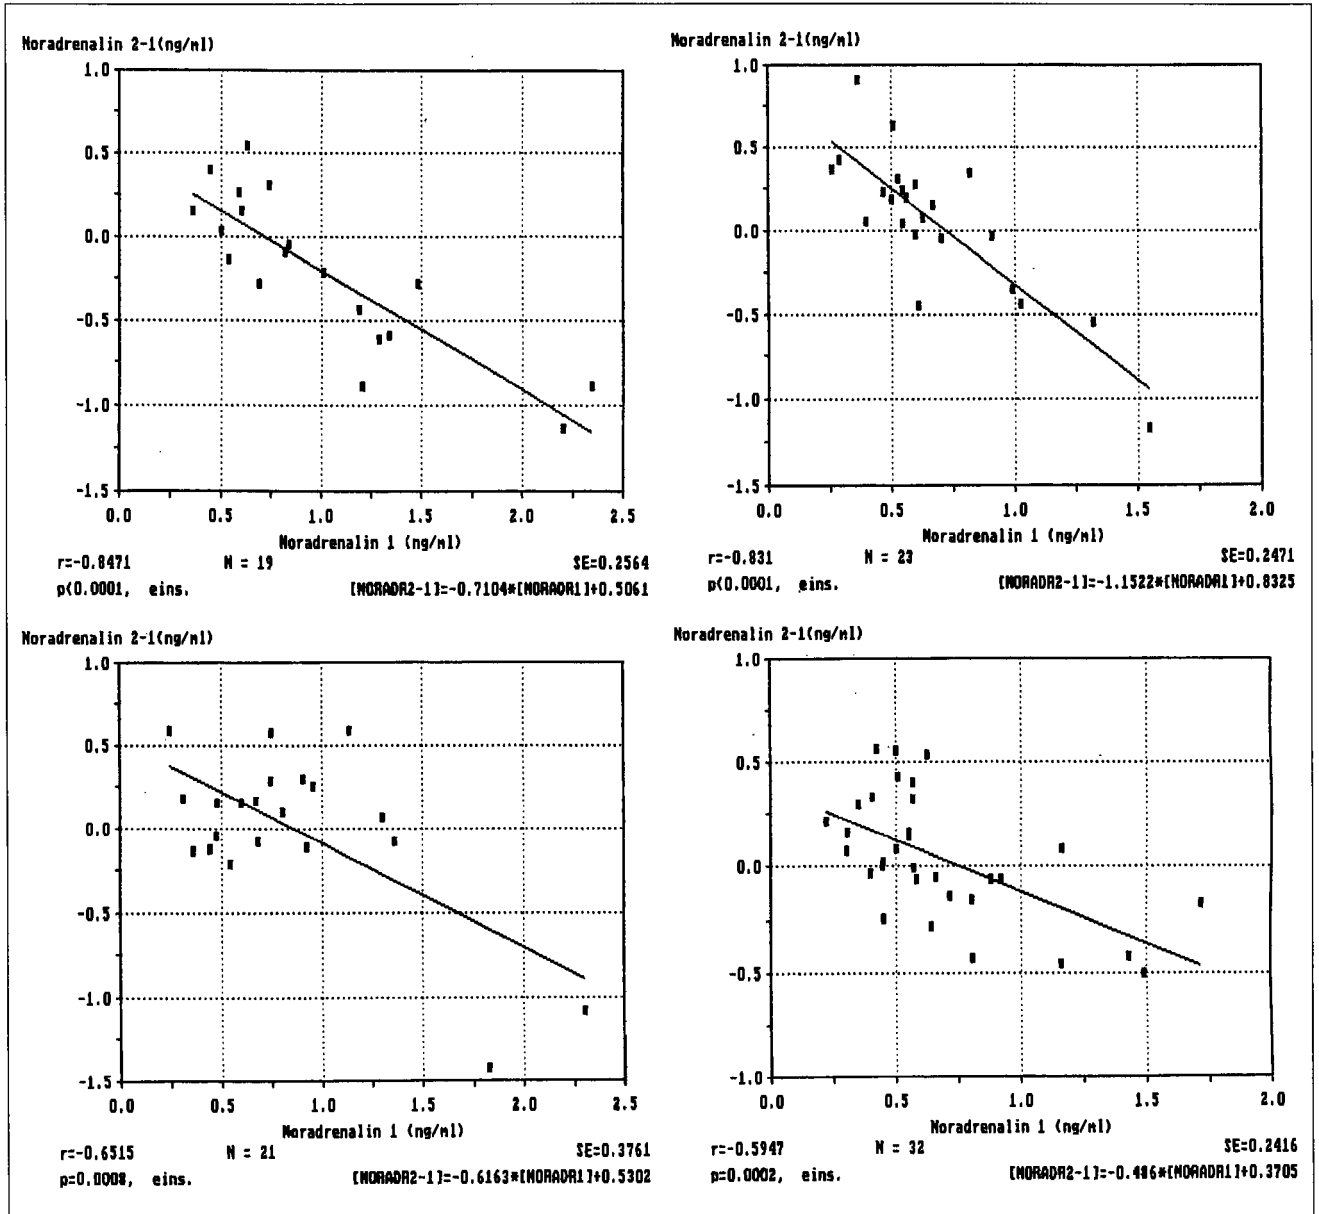 Noradrenalin 2-1(ng/ml)
1.0
0.5
0.0
-0.5
-1.0
-1.5
0.0 0.5 1.0 1.5 2.0 2.5
Noradrenalin 1 (ng/ml)
r=-0.8471 N = 19 SE=0.2564
p<0.0001, eins. [NORADR2-1]=-0.7104*[NORADR1]+0.5061
Noradrenalin 2-1(ng/ml)
1.0
0.5
0.0
-0.5
-1.0
-1.5
0.0 0.5 1.0 1.5 2.0
Noradrenalin 1 (ng/ml)
r=-0.831 N = 23 SE=0.2471
p<0.0001, eins. [NORADR2-1]=-1.1522*[NORADR1]+0.8325
Noradrenalin 2-1(ng/ml)
1.0
0.5
0.0
-0.5
-1.0
-1.5
0.0 0.5 1.0 1.5 2.0 2.5
Noradrenalin 1 (ng/ml)
r=-0.6515 N = 21 SE=0.3761
p=0.0008, eins. [NORADR2-1]=-0.6163*[NORADR1]+0.5302
Noradrenalin 2-1(ng/ml)
1.0
0.5
0.0
-0.5
-1.0
0.0 0.5 1.0 1.5 2.0
Noradrenalin 1 (ng/ml)
r=-0.5947 N = 32 SE=0.2416
p=0.0002, eins. [NORADR2-1]=-0.486*[NORADR1]+0.3705